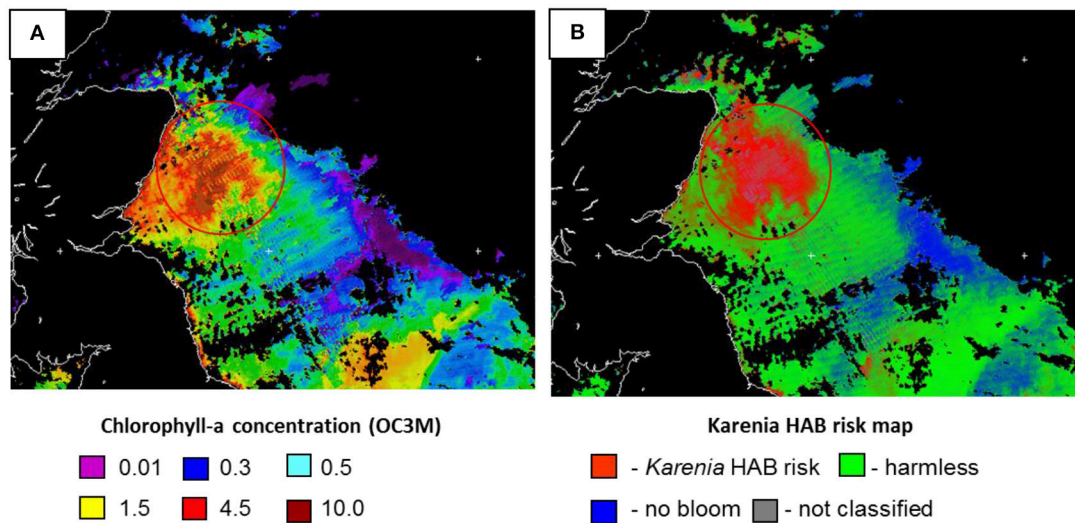 A
B
Chlorophyll-a concentration (OC3M)
0.01 0.3 0.5
1.5 4.5 10.0
Karenia HAB risk map
- Karenia HAB risk - harmless
- no bloom - not classified